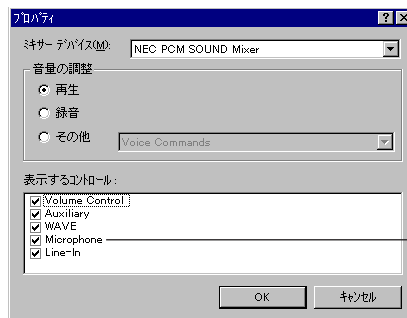 プロパティ
ミキサー デバイス(M):
NEC PCM SOUND Mixer
音量の調整
再生
録音
その他
Voice Commands
表示するコントロール:
Volume Control
Auxiliary
WAVE
Microphone
Line-In
OK
キャンセル